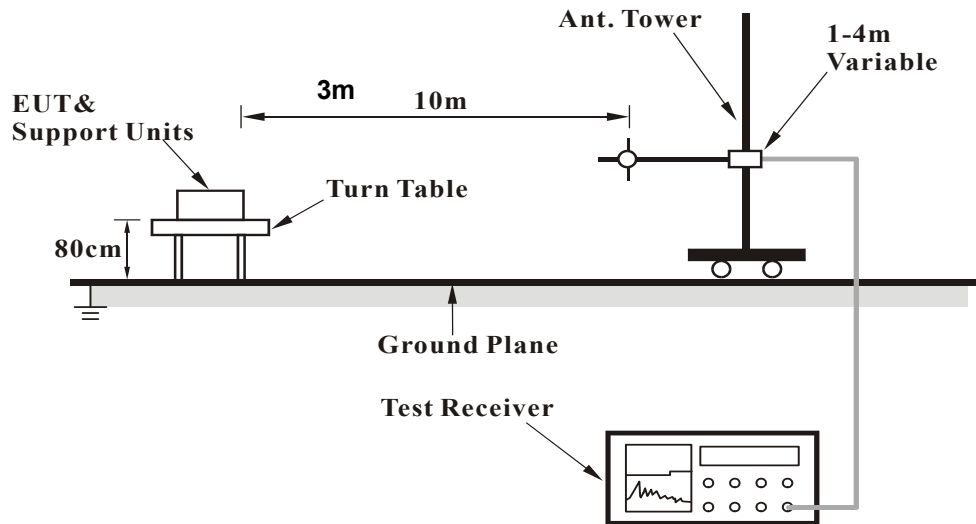 Ant. Tower
1-4m
Variable
3m
10m
EUT&
Support Units
Turn Table
80cm
Ground Plane
Test Receiver